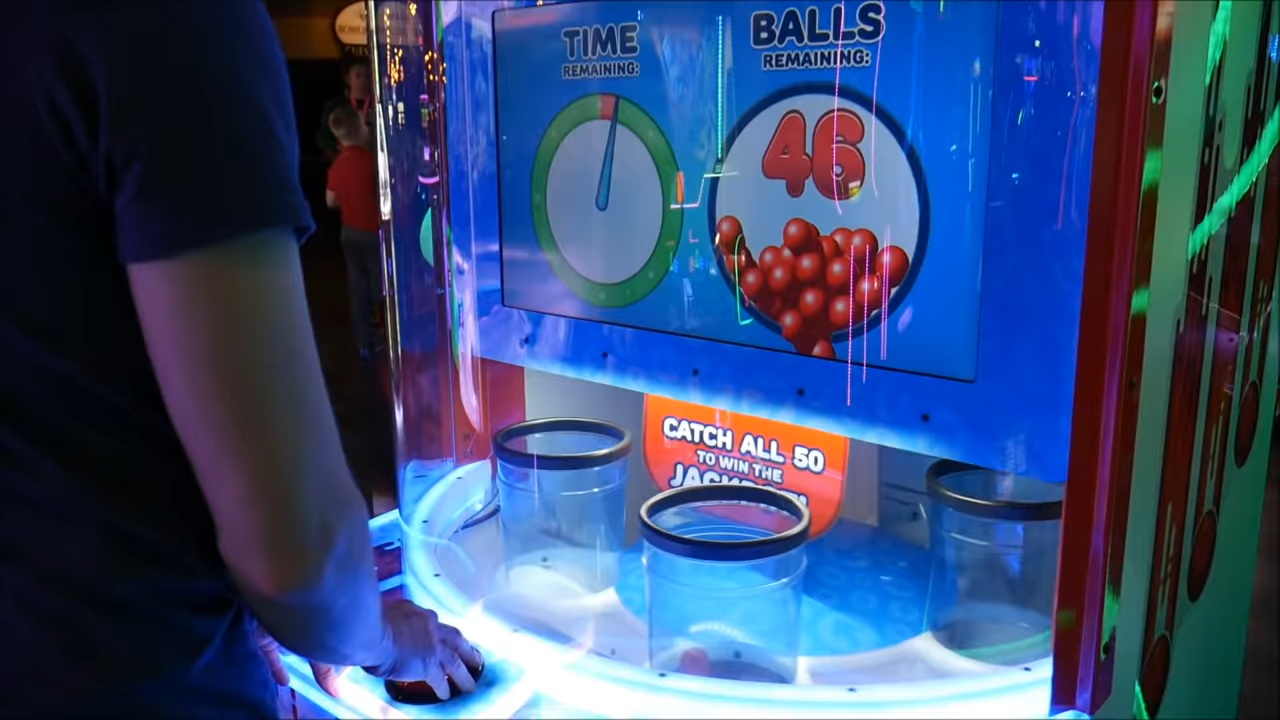 TIME
REMAINING:
BALLS
REMAINING:
46
CATCH ALL 50
TO WIN THE